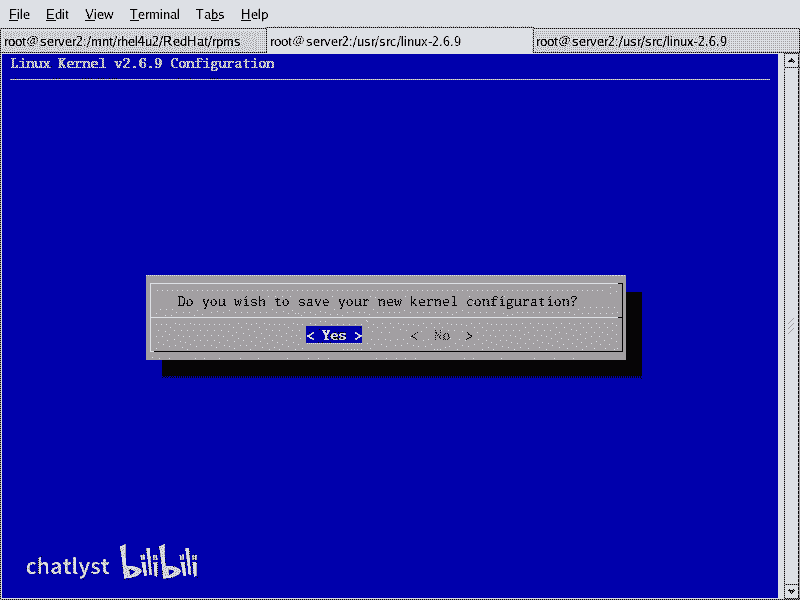 File Edit View Terminal Tabs Help
root@server2:/mnt/rhel4u2/RedHat/rpms root@server2:/usr/src/linux-2.6.9 root@server2:/usr/src/linux-2.6.9
Linux Kernel v2.6.9 Configuration
Do you wish to save your new kernel configuration?
< Yes > < No >
chatlyst bilibili